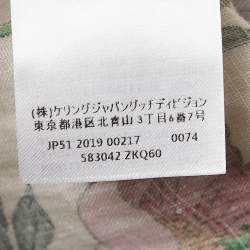 (株)ケリングジャパングッチディビジョン
東京都港区北青山3丁目6番7号
JP51 2019 00217 0074
583042 ZKQ60